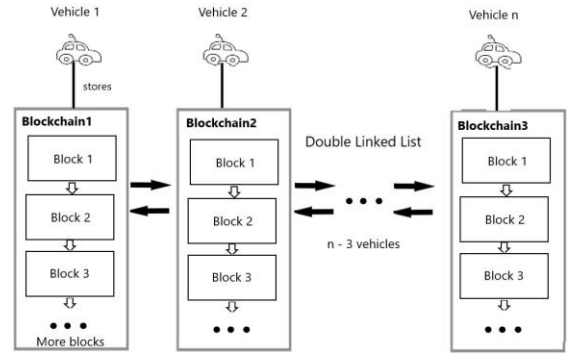 Vehicle 1
Vehicle 2
Vehicle n
stores
Blockchain1
Block 1
Block 2
Block 3
More blocks
Blockchain2
Block 1
Block 2
Block 3
Double Linked List
n - 3 vehicles
Blockchain3
Block 1
Block 2
Block 3